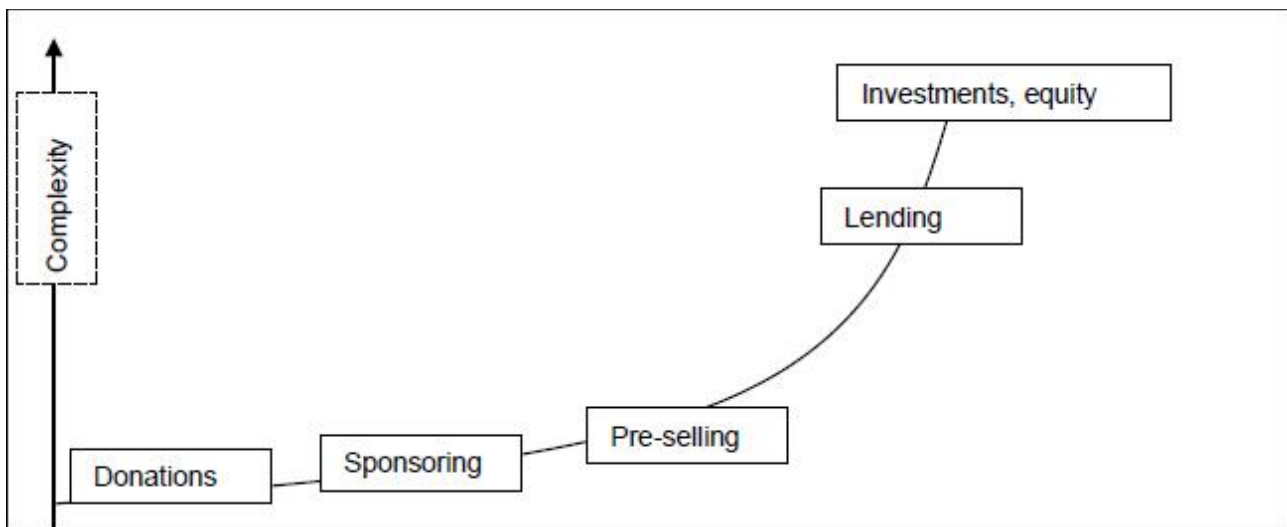 Investments, equity
Complexity
Lending
Pre-selling
Sponsoring
Donations